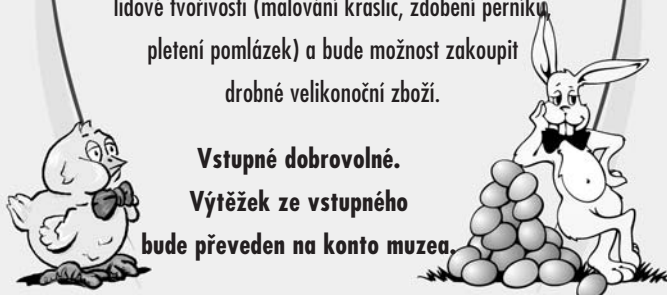 lidové tvořivosti (malování kraslic, zdobení perníků,
pletení pomlázek) a bude možnost zakoupit
drobné velikonoční zboží.
Vstupné dobrovolné.
Výtěžek ze vstupného
bude převeden na konto muzea.